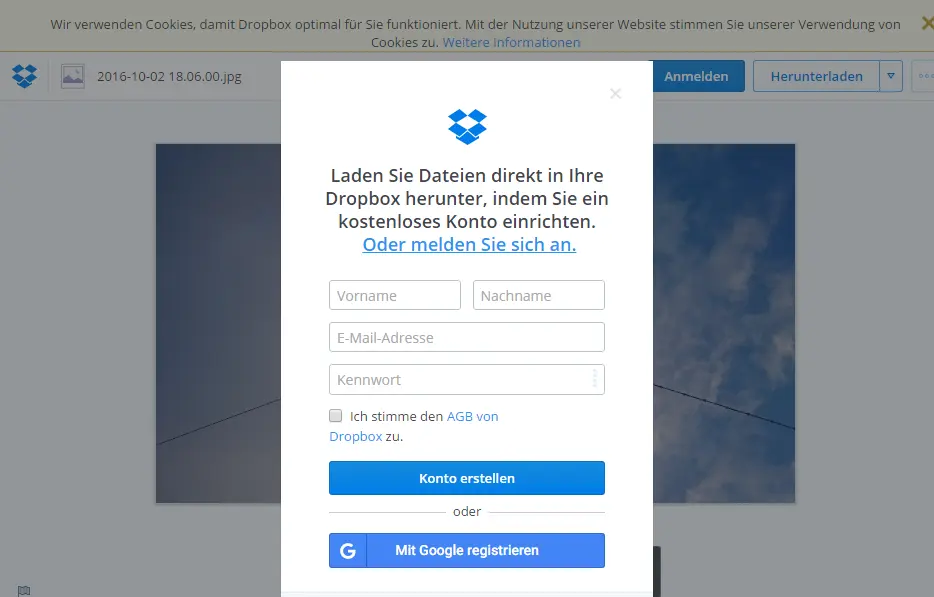 Wir verwenden Cookies, damit Dropbox optimal für Sie funktioniert. Mit der Nutzung unserer Website stimmen Sie unserer Verwendung von
Cookies zu. Weitere Informationen
2016-10-02 18.06.00.jpg
Anmelden
Herunterladen
Laden Sie Dateien direkt in Ihre
Dropbox herunter, indem Sie ein
kostenloses Konto einrichten.
Oder melden Sie sich an.
Vorname
Nachname
E-Mail-Adresse
Kennwort
Ich stimme den AGB von
Dropbox zu.
Konto erstellen
oder
G
Mit Google registrieren